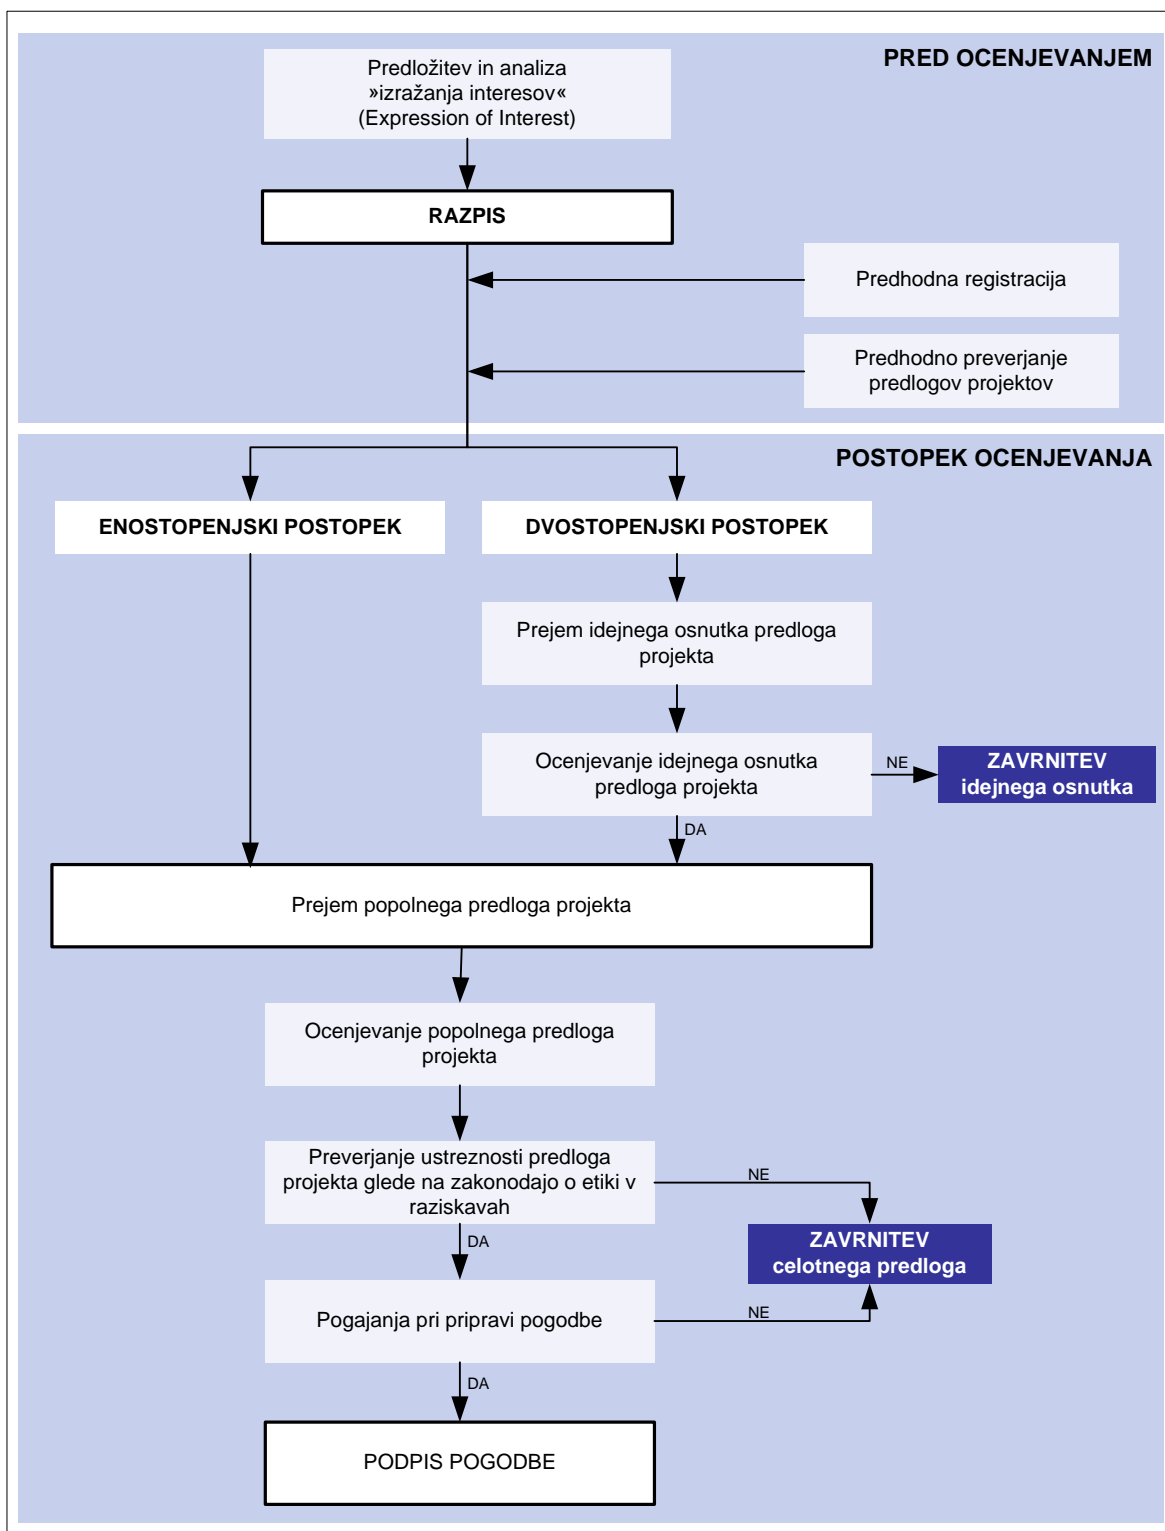 PRED OCENJEVANJEM
Predložitev in analiza
»izražanja interesov«
(Expression of Interest)
RAZPIS
Predhodna registracija
Predhodno preverjanje
predlogov projektov
POSTOPEK OCENJEVANJA
ENOSTOPENJSKI POSTOPEK
DVOSTOPENJSKI POSTOPEK
Prejem idejnega osnutka predloga
projekta
Ocenjevanje idejnega osnutka
predloga projekta
NE
ZAVRNITEV
idejnega osnutka
DA
Prejem popolnega predloga projekta
Ocenjevanje popolnega predloga
projekta
Preverjanje ustreznosti predloga
projekta glede na zakonodajo o etiki v
raziskavah
NE
DA
ZAVRNITEV
celotnega predloga
Pogajanja pri pripravi pogodbe
NE
DA
PODPIS POGODBE